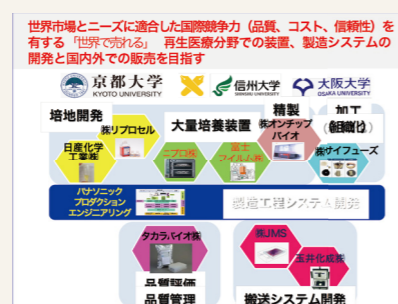 世界市場とニーズに適合した国際競争力(品質、コスト、信頼性)を
有する「世界で売れる」 再生医療分野での装置、製造システムの
開発と国内外での販売を目指す
京都大学
KYOTO UNIVERSITY
信州大学
SHINSHU UNIVERSITY
大阪大学
OSAKA UNIVERSITY
培地開発
㈱リプロセル
日産化学
工業㈱
大量培養装置
ニプロ㈱
富士
フイルム㈱
精製
㈱オンチップ
バイオ
加工
㈱サイフューズ
パナソニック
プロダクション
エンジニアリング
製造工程システム開発
タカラバイオ㈱
品質評価
品質管理
㈱JMS
玉井化成㈱
搬送システム開発